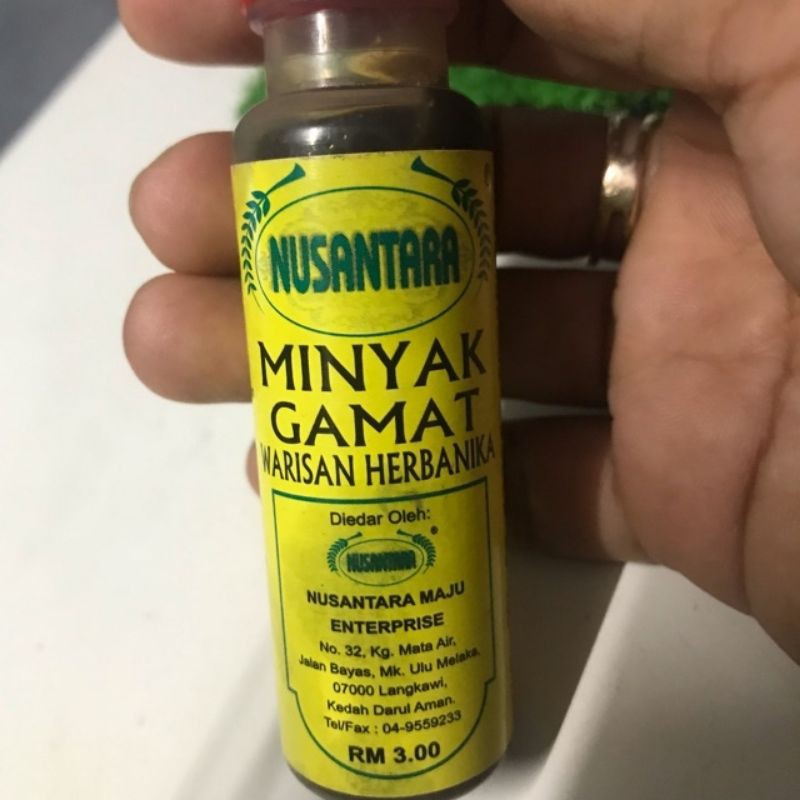 NUSANTARA
MINYAK
GAMAT
WARISAN HERBANIKA
Diedar Oleh:
NUSANTARA
®
NUSANTARA MAJU
ENTERPRISE
No. 32, Kg. Mata Air,
Jalan Bayas, Mk. Ulu Melaka,
07000 Langkawi,
Kedah Darul Aman.
Tel/Fax : 04-9559233
RM 3.00